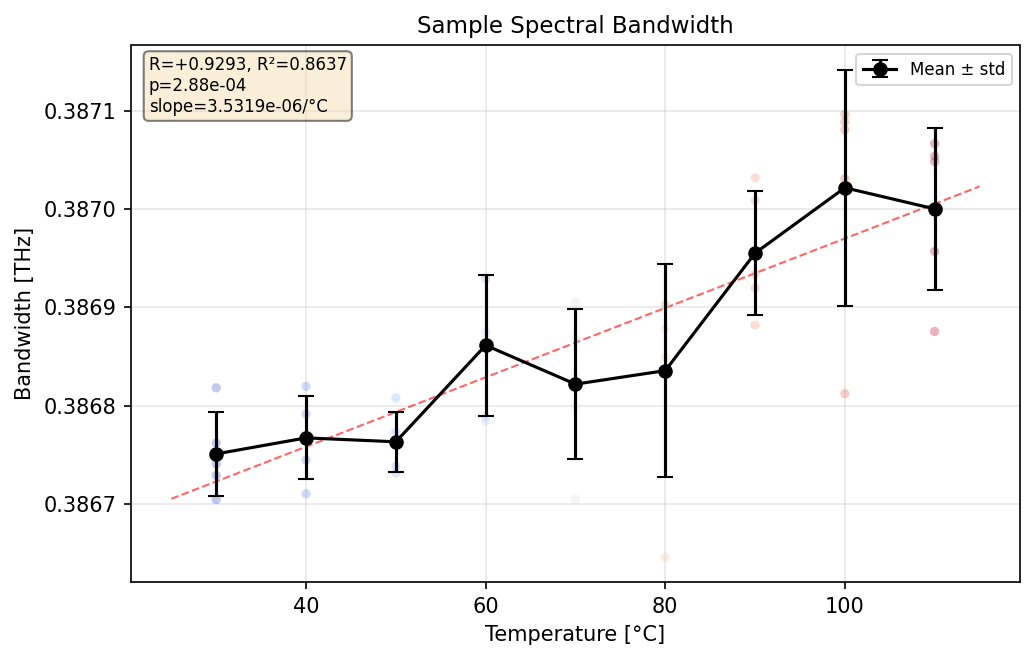 Sample Spectral Bandwidth
R=+0.9293, R²=0.8637
p=2.88e-04
slope=3.5319e-06/°C
Mean ± std
0.3871
0.3870
0.3869
0.3868
0.3867
Bandwidth [THz]
40
60
80
100
Temperature [°C]